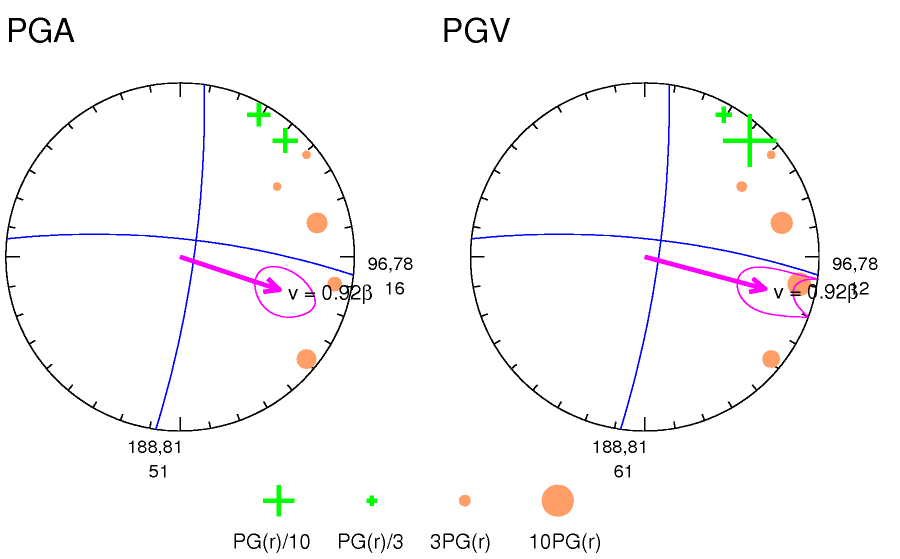 PGA
PGV
96,78
16
v = 0.92β
188,81
51
96,78
12
v = 0.92β
188,81
61
PG(r)/10
PG(r)/3
3PG(r)
10PG(r)